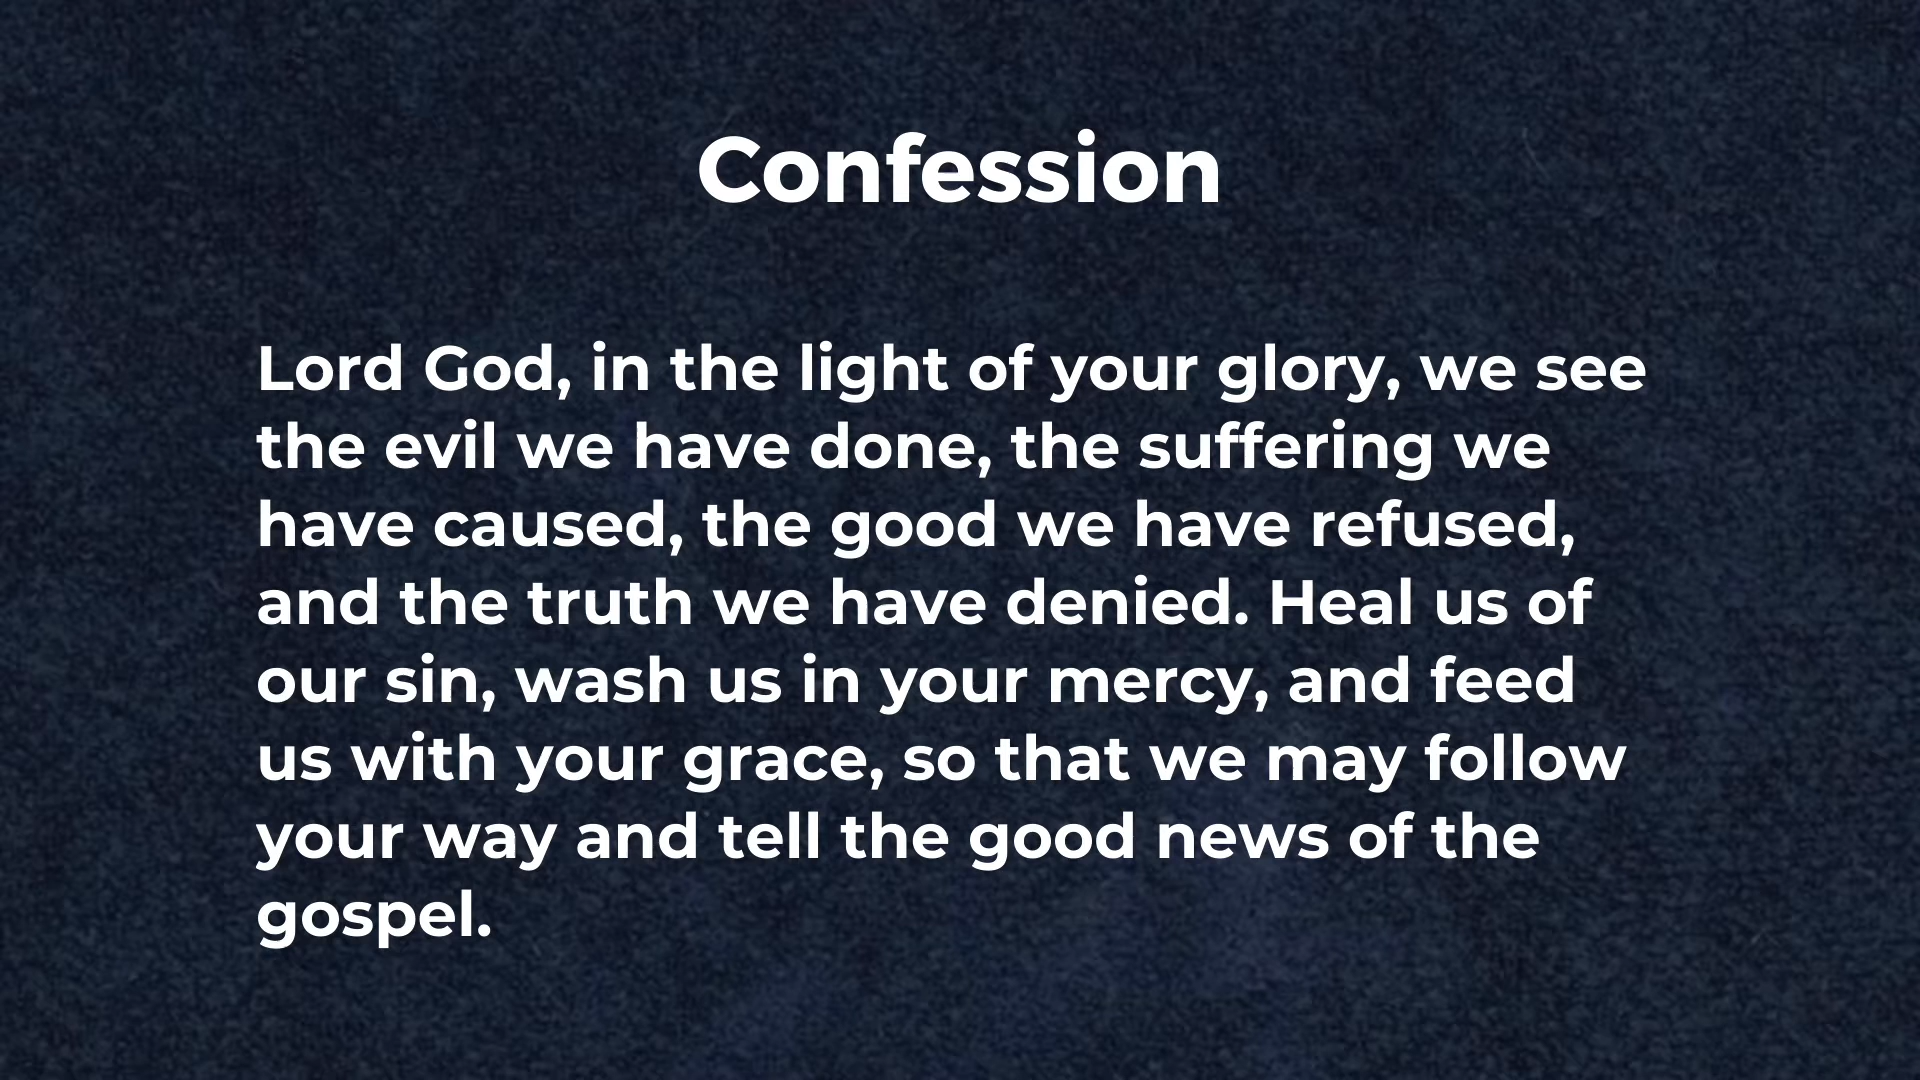 Confession
Lord God, in the light of your glory, we see
the evil we have done, the suffering we
have caused, the good we have refused,
and the truth we have denied. Heal us of
our sin, wash us in your mercy, and feed
us with your grace, so that we may follow
your way and tell the good news of the
gospel.